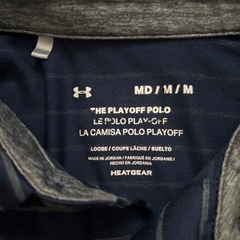 MD / M / M
THE PLAYOFF POLO
LE POLO PLAY-OFF
LA CAMISA POLO PLAYOFF
LOOSE / COUPE LÂCHE / SUELTO
MADE IN JORDAN / FABRIQUÉ EN JORDANIE /
HECHO EN JORDANIA
HEATGEAR